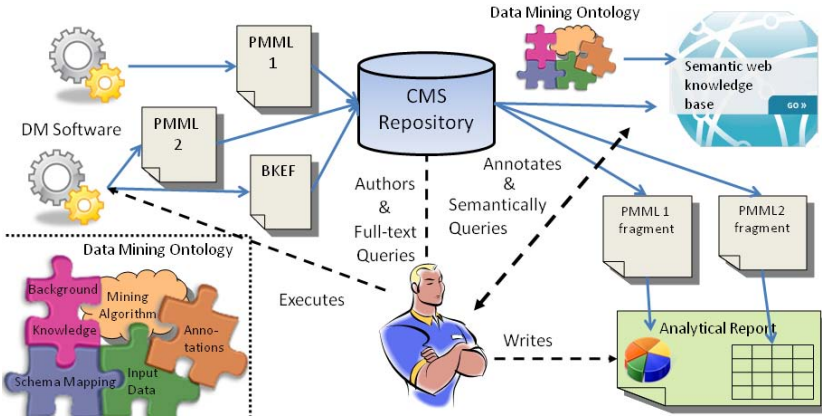 Data Mining Ontology
PMML
1
CMS
Repository
Semantic web
knowledge
base
GO »
DM Software
PMML
2
BKEF
Authors
&
Full-text
Queries
Annotates
&
Semantically
Queries
PMML 1
fragment
PMML2
fragment
Data Mining Ontology
Background
Knowledge
Mining
Algorithm
Anno-
tations
Schema Mapping
Input
Data
Executes
Writes
Analytical Report